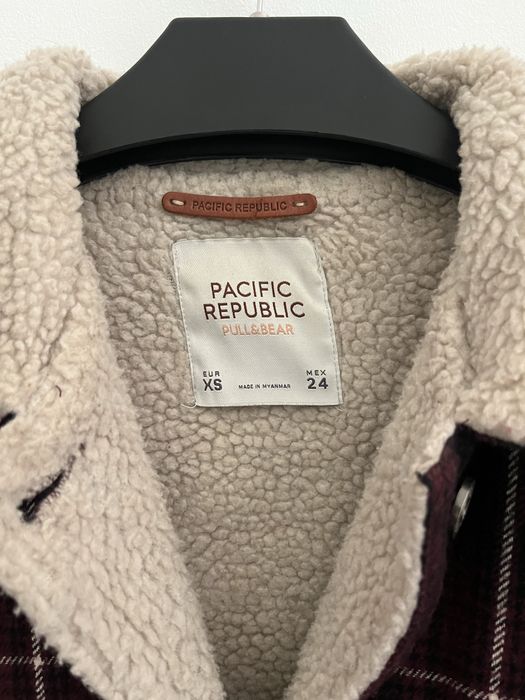 PACIFIC REPUBLIC
PACIFIC
REPUBLIC
PULL&BEAR
EUR
XS
MADE IN MYANMAR
MEX
24